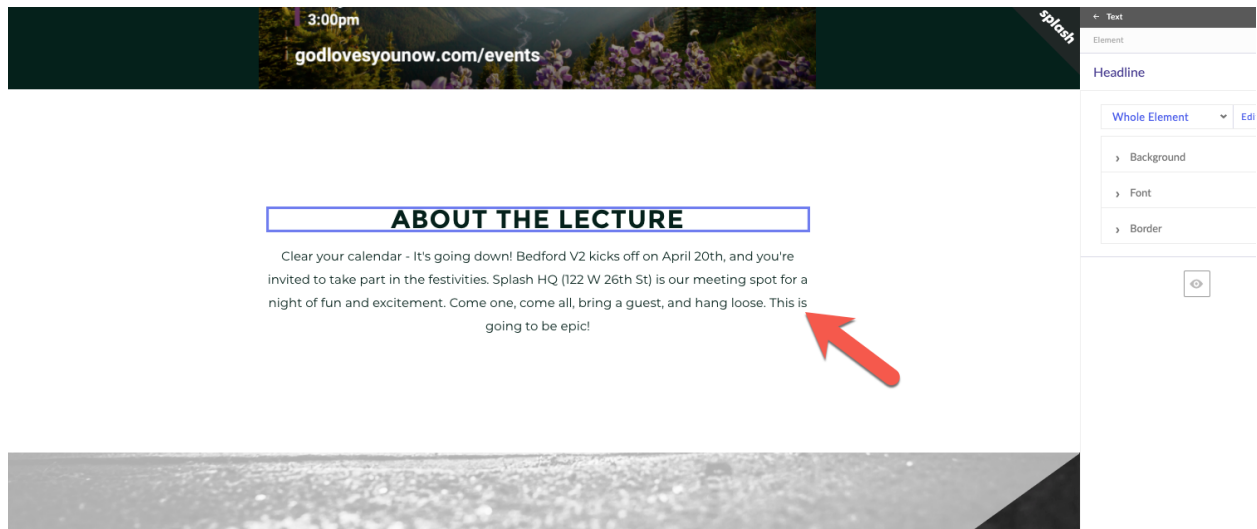 3:00pm
godlovesyounow.com/events
splash
← Text
Element
Headline
Whole Element
Background
Font
Border
ABOUT THE LECTURE
Clear your calendar - It's going down! Bedford V2 kicks off on April 20th, and you're
invited to take part in the festivities. Splash HQ (122 W 26th St) is our meeting spot for a
night of fun and excitement. Come one, come all, bring a guest, and hang loose. This is
going to be epic!